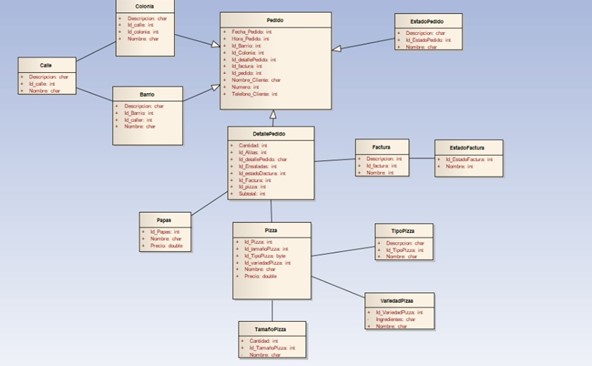 Colonia
+ Descripcion: char
+ Id_calle: int
+ Id_colonia: int
+ Nombre: char
Pedido
+ Fecha_Pedido: int
+ Hora_Pedido: int
+ Id_Barrio: int
+ Id_Colonia: int
+ Id_detallePedido: int
+ Id_factura: int
+ Id_pedido: int
+ Nombre_Cliente: char
+ Numero: int
+ Telefono_Cliente: int
EstadoPedido
+ Descripcion: char
+ Id_EstadoPedido: int
+ Nombre: char
Calle
+ Descripcion: char
+ Id_calle: int
+ Nombre: char
Barrio
+ Descripcion: char
+ Id_Barrio: int
+ Id_calle: int
+ Nombre: char
DetallePedido
+ Cantidad: int
+ Id_Alitas: int
+ Id_detallePedido: char
+ Id_Ensaladas: int
+ Id_estadoFactura: int
+ Id_Factura: int
+ Id_pizza: int
+ Subtotal: int
Factura
+ Descripcion: int
+ Id_factura: int
+ Nombre: int
EstadoFactura
+ Id_EstadoFactura: int
+ Nombre: int
Papas
+ Id_Papas: int
+ Nombre: char
+ Precio: double
Pizza
+ Id_Pizza: int
+ Id_tamañoPizza: int
+ Id_TipoPizza: byte
+ Id_variedadPizza: int
+ Nombre: char
+ Precio: double
TipoPizza
+ Descripcion: char
+ Id_TipoPizza: int
+ Nombre: char
VariedadPizaa
+ Id_VariedadPizza: int
- Ingredientes: char
+ Nombre: char
TamañoPizza
+ Cantidad: int
+ Id_TamañoPizza: int
Nombre: char